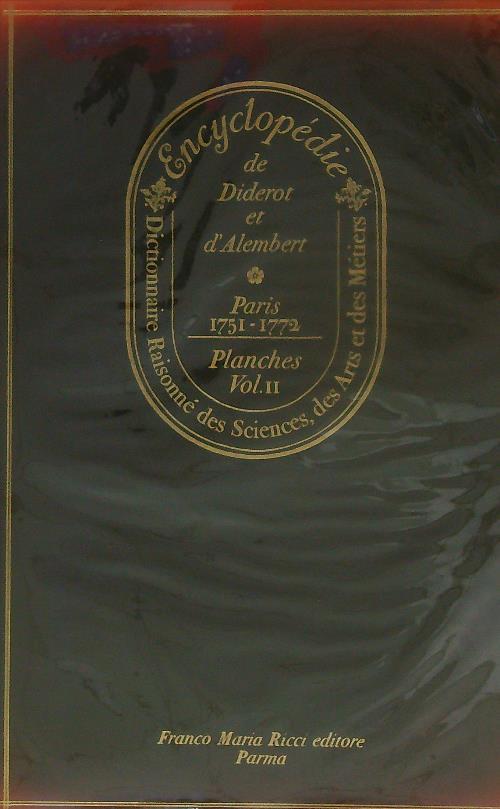 Encyclopédie
de
Diderot
et
d'Alembert
Paris
1751-1772
Planches
Vol.II
Dictionnaire Raisonné des Sciences, des Arts et des Métiers
Franco Maria Ricci editore
Parma